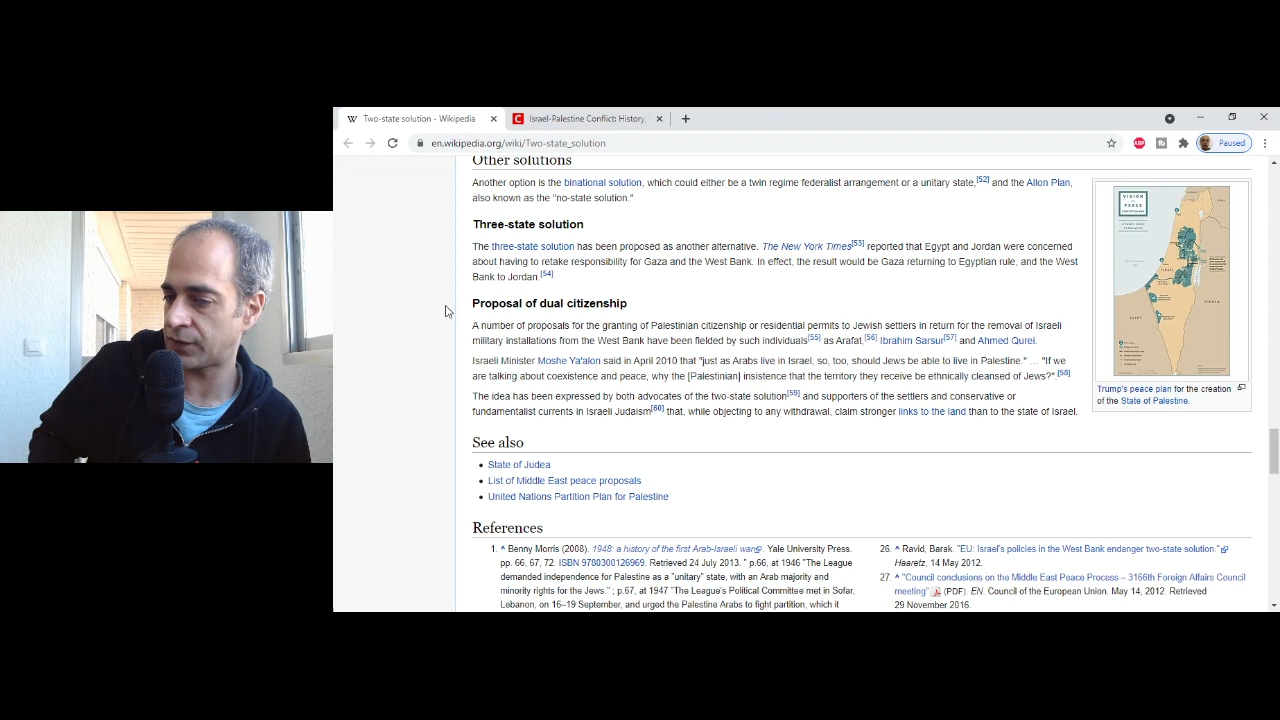 Two-state solution - Wikipedia
Israel-Palestine Conflict: History,
en.wikipedia.org/wiki/Two-state_solution
ABP
Paused
Other solutions
Another option is the binational solution, which could either be a twin regime federalist arrangement or a unitary state,[52] and the Allon Plan,
also known as the "no-state solution."
Three-state solution
The three-state solution has been proposed as another alternative. The New York Times[53] reported that Egypt and Jordan were concerned
about having to retake responsibility for Gaza and the West Bank. In effect, the result would be Gaza returning to Egyptian rule, and the West
Bank to Jordan.[54]
Proposal of dual citizenship
A number of proposals for the granting of Palestinian citizenship or residential permits to Jewish settlers in return for the removal of Israeli
military installations from the West Bank have been fielded by such individuals[55] as Arafat,[56] Ibrahim Sarsur[57] and Ahmed Qurei.
Israeli Minister Moshe Ya'alon said in April 2010 that "just as Arabs live in Israel, so, too, should Jews be able to live in Palestine." ... "If we
are talking about coexistence and peace, why the [Palestinian] insistence that the territory they receive be ethnically cleansed of Jews?".[58]
The idea has been expressed by both advocates of the two-state solution[59] and supporters of the settlers and conservative or
fundamentalist currents in Israeli Judaism[60] that, while objecting to any withdrawal, claim stronger links to the land than to the state of Israel.
VISION
PEACE
ISRAEL
JORDAN
EGYPT
Trump's peace plan for the creation
of the State of Palestine.
See also
State of Judea
List of Middle East peace proposals
United Nations Partition Plan for Palestine
References
1. ^ Benny Morris (2008). 1948: a history of the first Arab-Israeli war. Yale University Press.
pp. 66, 67, 72. ISBN 9780300126969. Retrieved 24 July 2013. " p.66, at 1946 "The League
demanded independence for Palestine as a "unitary" state, with an Arab majority and
minority rights for the Jews." ; p.67, at 1947 "The League's Political Committee met in Sofar,
Lebanon, on 16–19 September, and urged the Palestine Arabs to fight partition, which it
26. ^ Ravid, Barak. "EU: Israel's policies in the West Bank endanger two-state solution."
Haaretz, 14 May 2012.
27. ^ "Council conclusions on the Middle East Peace Process – 3166th Foreign Affairs Council
meeting" (PDF). EN. Council of the European Union. May 14, 2012. Retrieved
29 November 2016.